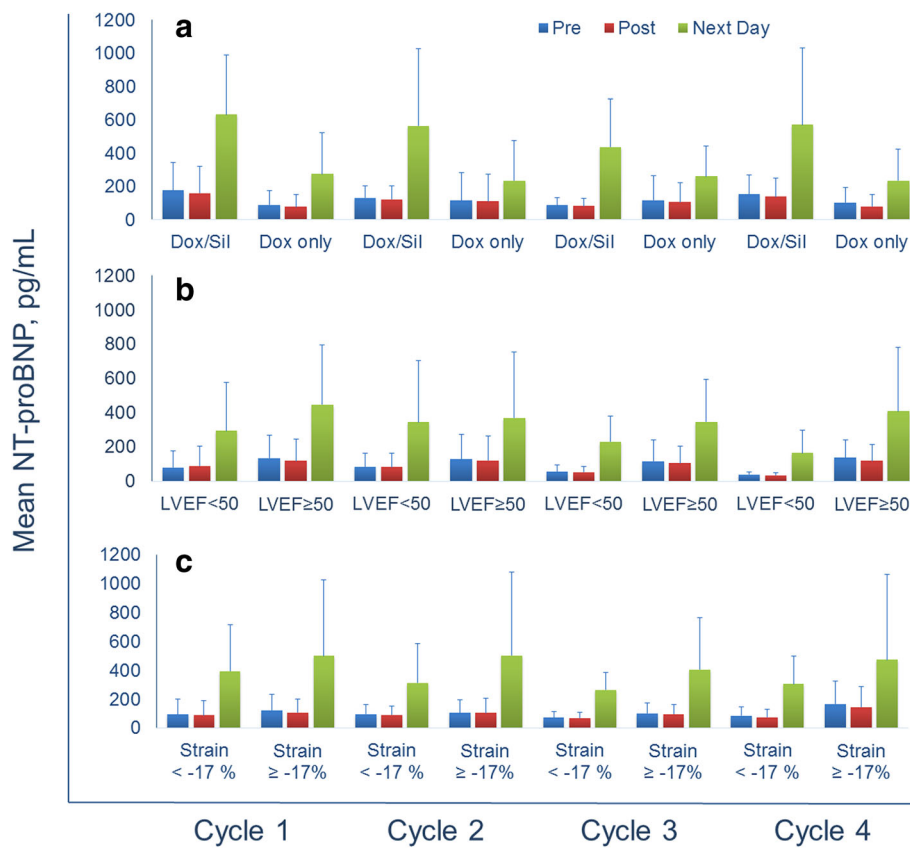 a
Pre Post Next Day
1200
1000
800
600
400
200
0
Dox/Sil Dox only Dox/Sil Dox only Dox/Sil Dox only Dox/Sil Dox only
b
1200
1000
800
600
400
200
0
LVEF<50 LVEF≥50 LVEF<50 LVEF≥50 LVEF<50 LVEF≥50 LVEF<50 LVEF≥50
c
1200
1000
800
600
400
200
0
Strain Strain Strain Strain Strain Strain Strain Strain
< -17 % ≥ -17% < -17 % ≥ -17% < -17 % ≥ -17% < -17 % ≥ -17%
Cycle 1 Cycle 2 Cycle 3 Cycle 4
Mean NT-proBNP, pg/mL